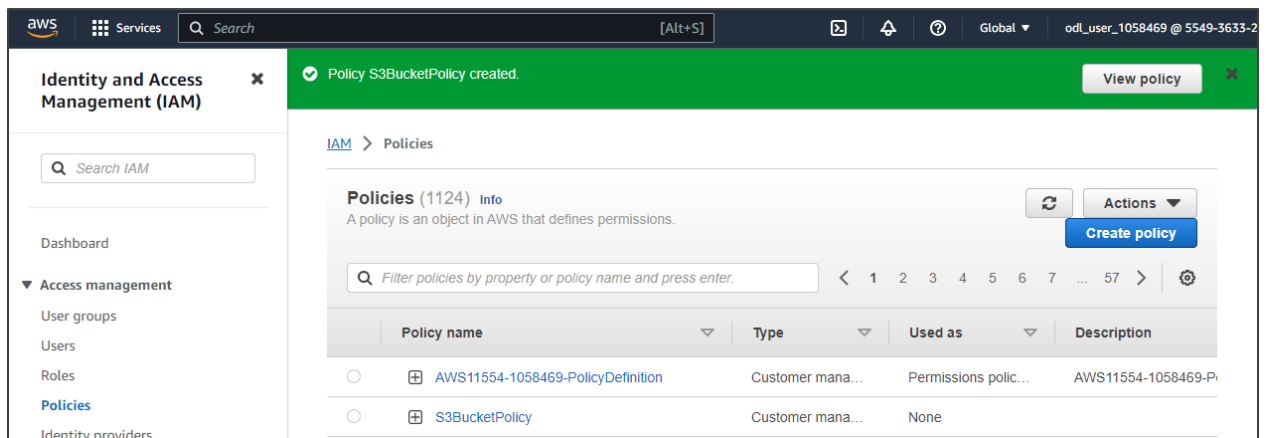 aws Services Search [Alt+S] Global odl_user_1058469 @ 5549-3633-2
Identity and Access
Management (IAM)
Search IAM
Dashboard
Access management
User groups
Users
Roles
Policies
Identity providers
Policy S3BucketPolicy created. View policy
IAM > Policies
Policies (1124) Info
A policy is an object in AWS that defines permissions.
Actions
Create policy
Filter policies by property or policy name and press enter. < 1 2 3 4 5 6 7 ... 57 >
Policy name Type Used as Description
AWS11554-1058469-PolicyDefinition Customer mana... Permissions polic... AWS11554-1058469-P
S3BucketPolicy Customer mana... None